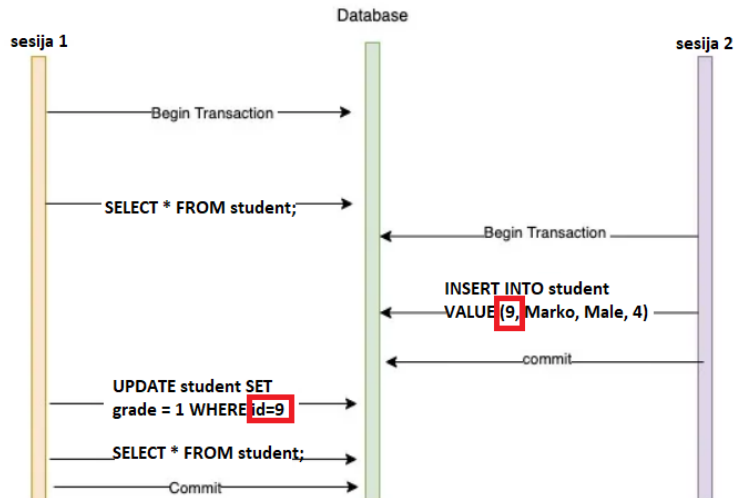 Database
sesija 1
sesija 2
Begin Transaction
SELECT * FROM student;
Begin Transaction
INSERT INTO student
VALUE (9, Marko, Male, 4)
commit
UPDATE student SET
grade = 1 WHERE id=9
SELECT * FROM student;
Commit